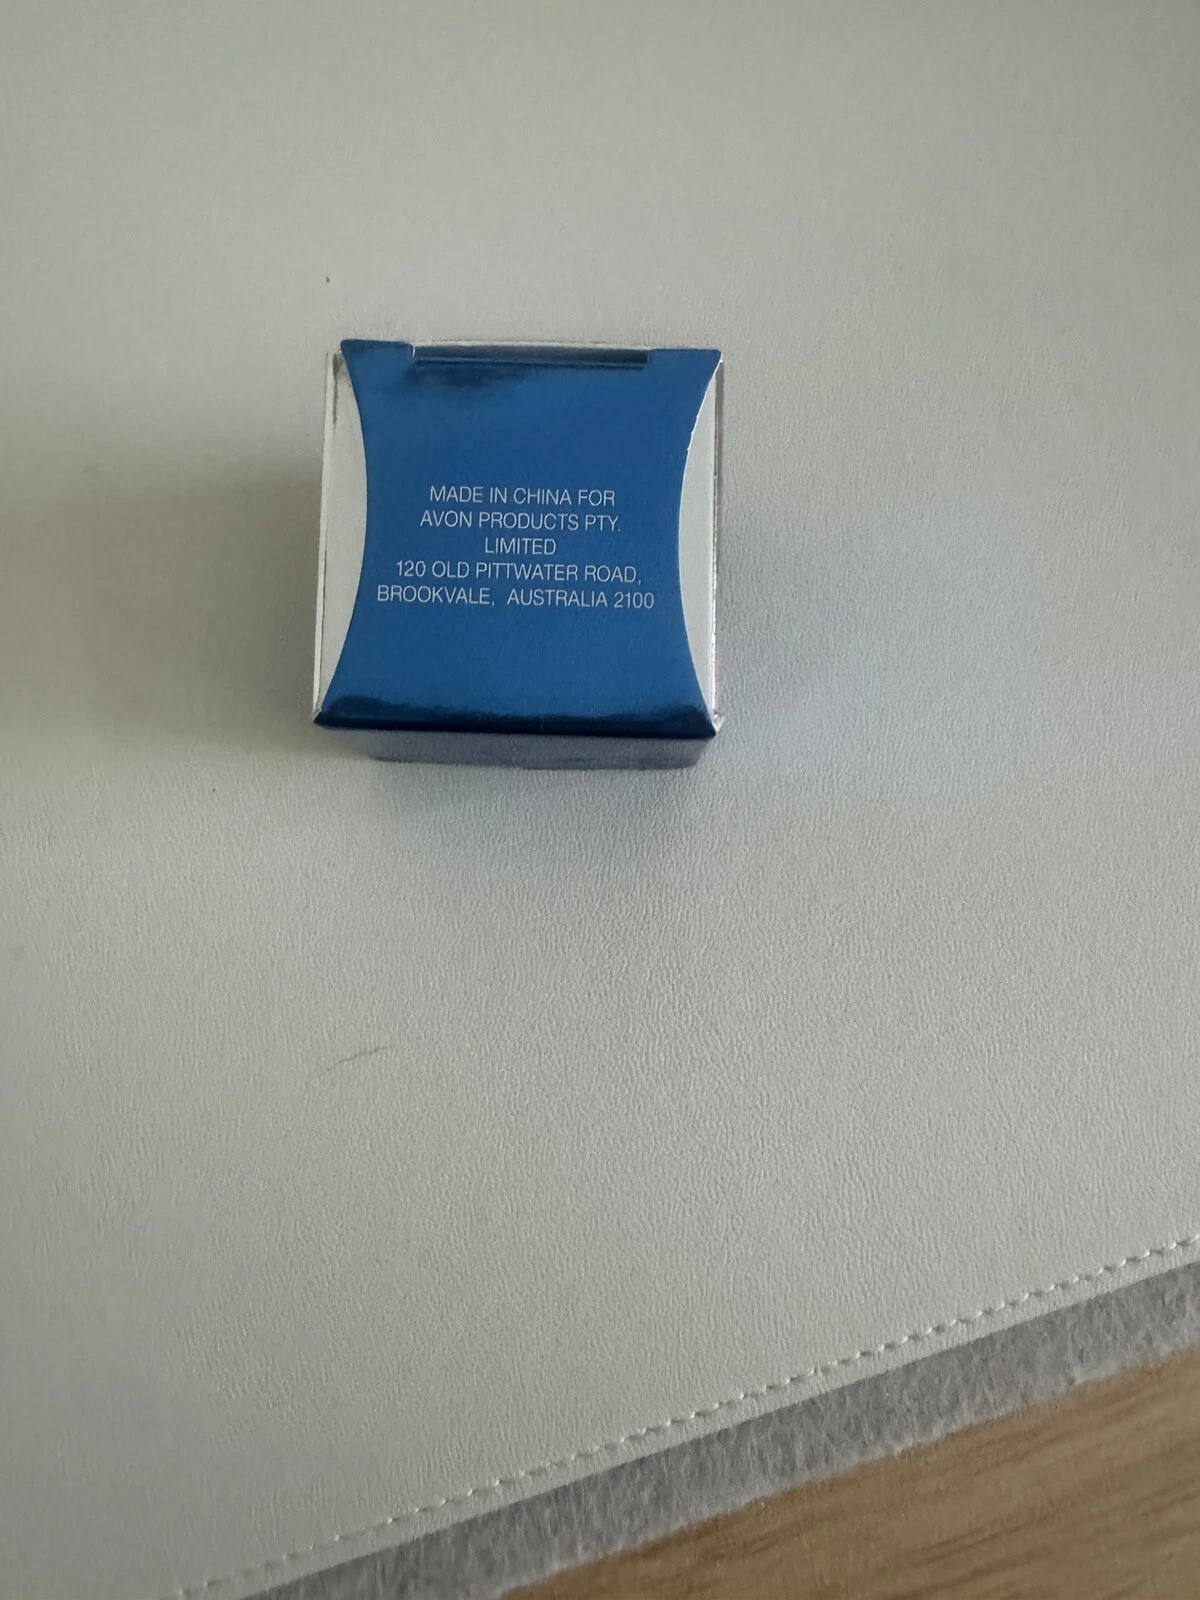 MADE IN CHINA FOR
AVON PRODUCTS PTY.
LIMITED
120 OLD PITTWATER ROAD,
BROOKVALE, AUSTRALIA 2100